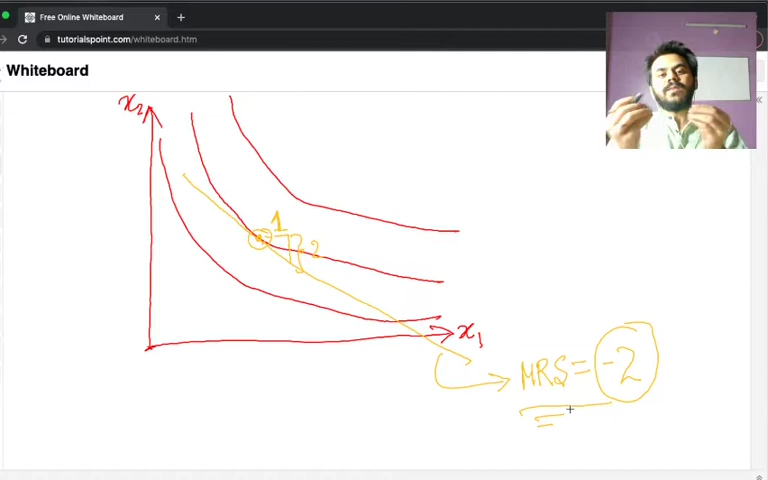 Free Online Whiteboard
tutorialspoint.com/whiteboard.htm
Whiteboard
x₂
1
2
x₁
MRS = -2